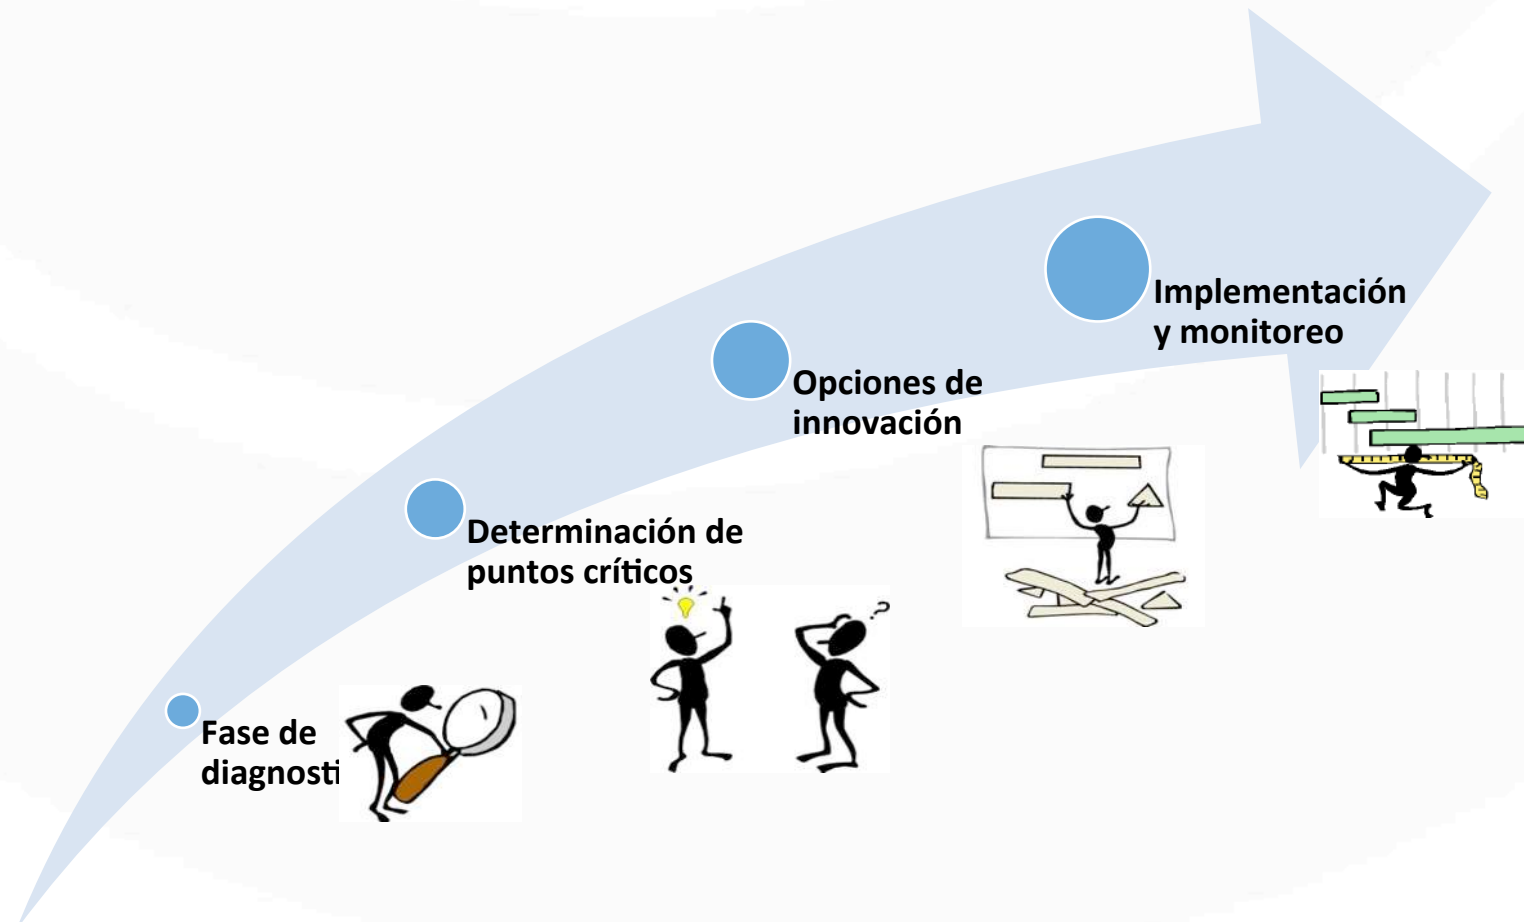 Implementación
y monitoreo
Opciones de
innovación
Determinación de
puntos críticos
?
Fase de
diagnosti